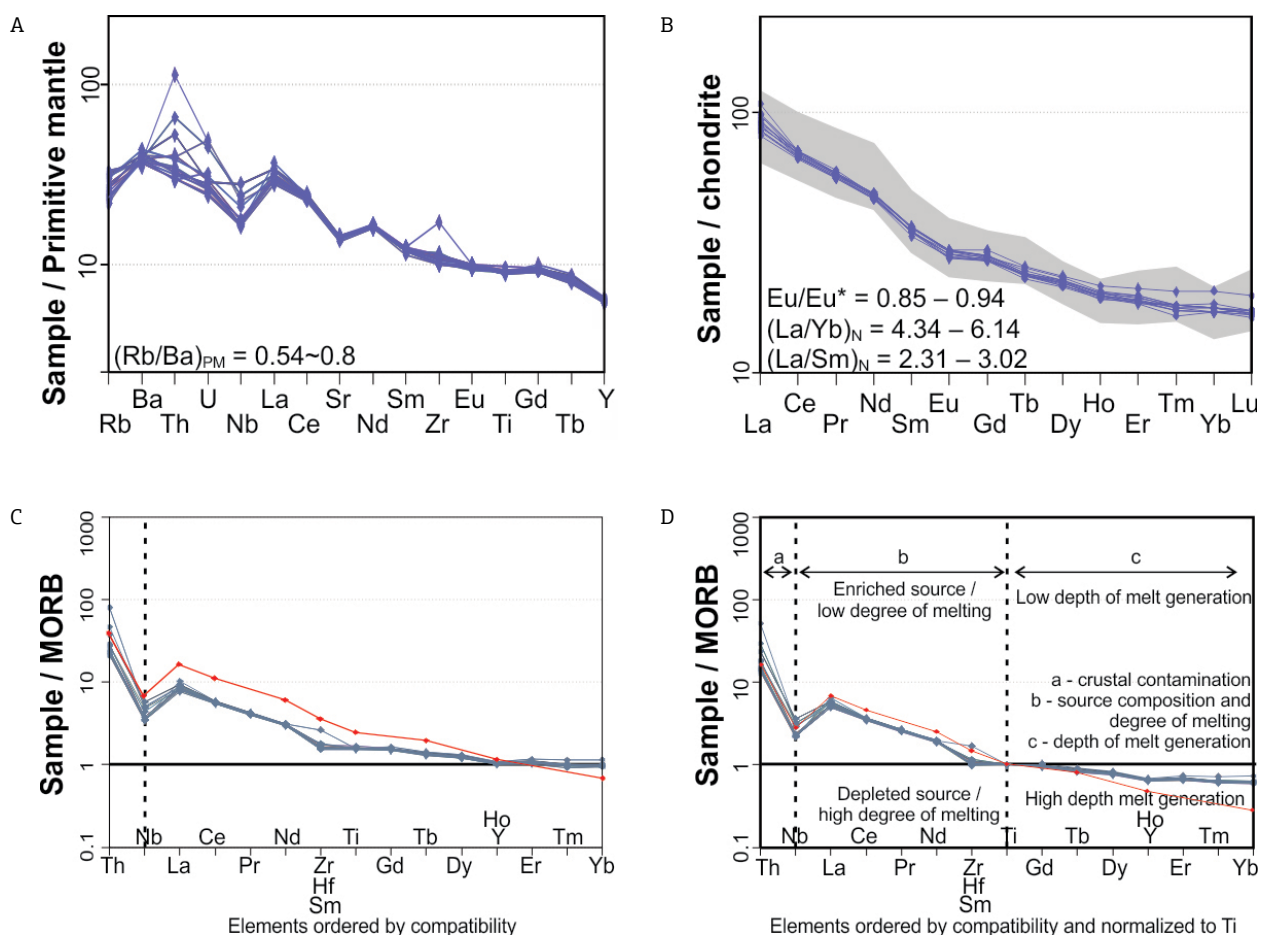 A
Sample / Primitive mantle
100
10
(Rb/Ba)PM = 0.54~0.8
Ba U La Sr Sm Eu Gd Y
Rb Th Nb Ce Nd Zr Ti Tb
B
Sample / chondrite
100
10
Eu/Eu* = 0.85 – 0.94
(La/Yb)N = 4.34 – 6.14
(La/Sm)N = 2.31 – 3.02
Ce Nd Eu Tb Ho Tm Lu
La Pr Sm Gd Dy Er Yb
C
Sample / MORB
1000
100
10
1
0.1
Ho
Nb Ce Nd Ti Tb Y Tm
Th La Pr Zr Gd Dy Er Yb
Hf
Sm
Elements ordered by compatibility
D
Sample / MORB
1000
100
10
1
0.1
a b c
Enriched source /
low degree of melting
Low depth of melt generation
a - crustal contamination
b - source composition and
degree of melting
c - depth of melt generation
Depleted source /
high degree of melting
High depth melt generation
Ho
Nb Ce Nd Ti Tb Y Tm
Th La Pr Zr Gd Dy Er Yb
Hf
Sm
Elements ordered by compatibility and normalized to Ti